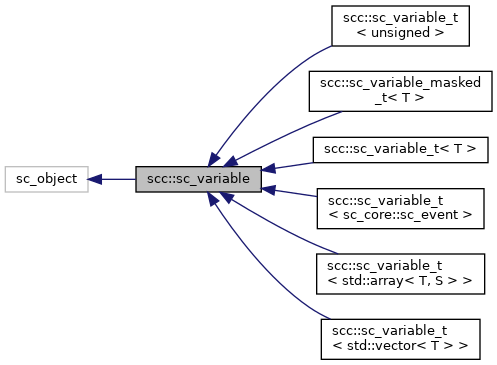 scc::sc_variable_t
< unsigned >
scc::sc_variable_masked
_t< T >
scc::sc_variable_t< T >
sc_object
scc::sc_variable
scc::sc_variable_t
< sc_core::sc_event >
scc::sc_variable_t
< std::array< T, S > >
scc::sc_variable_t
< std::vector< T > >